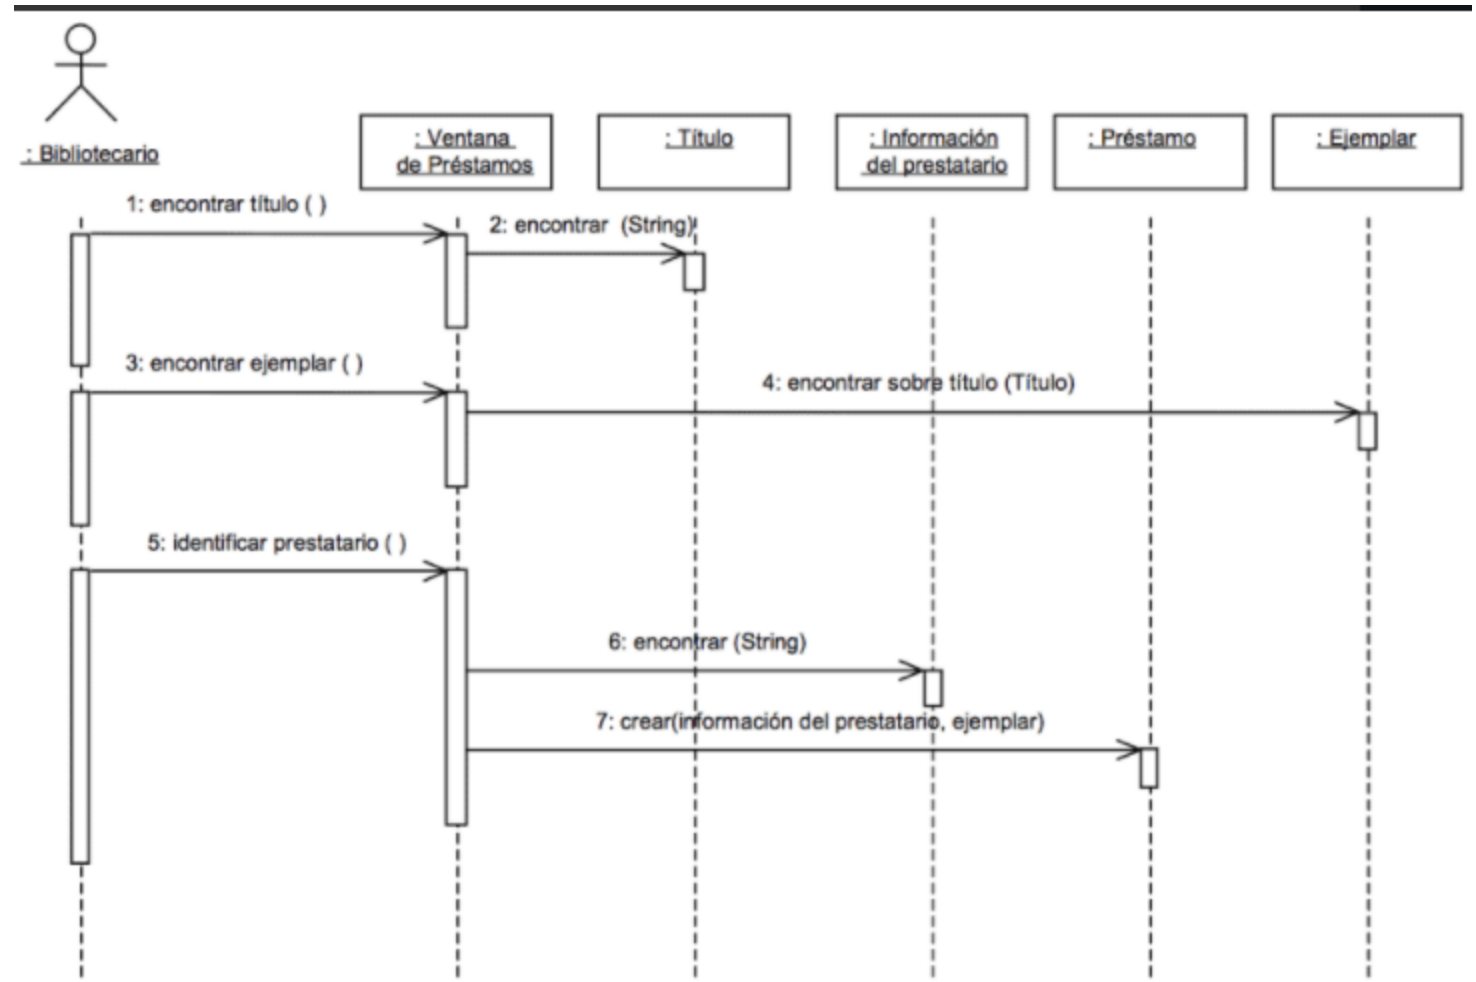 : Bibliotecario
: Ventana
de Préstamos
: Título
: Información
del prestatario
: Préstamo
: Ejemplar
1: encontrar título ( )
2: encontrar (String)
3: encontrar ejemplar ( )
4: encontrar sobre título (Título)
5: identificar prestatario ( )
6: encontrar (String)
7: crear(información del prestatario, ejemplar)